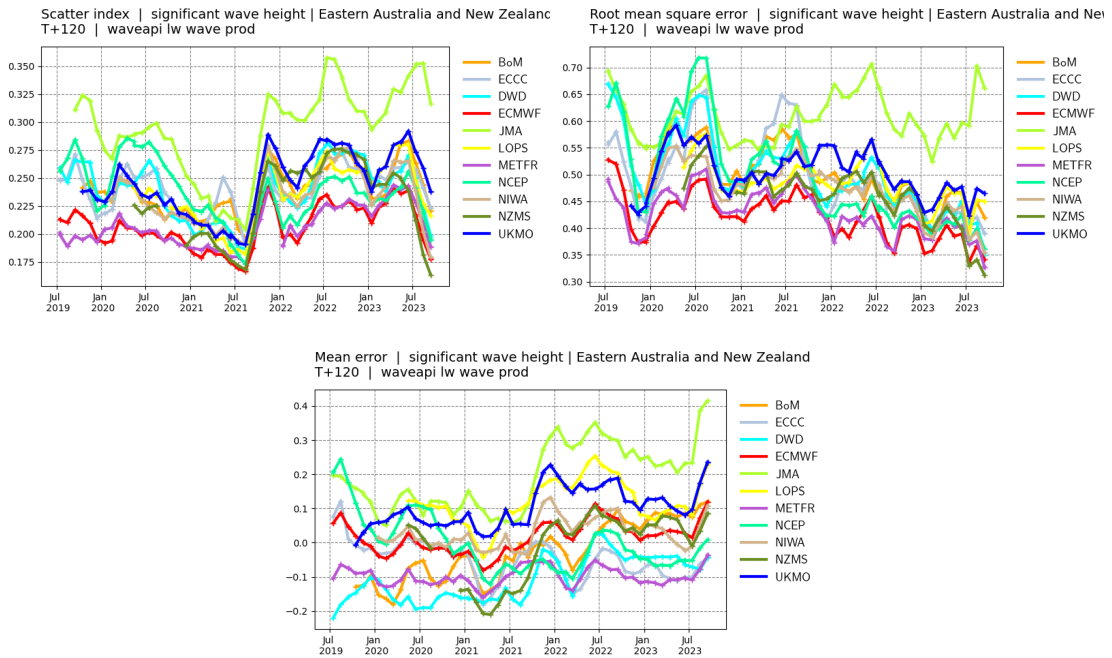 Scatter index | significant wave height | Eastern Australia and New Zealand
T+120 | waveapi lw wave prod
0.350
0.325
0.300
0.275
0.250
0.225
0.200
0.175
Jul 2019
Jan 2020
Jul 2020
Jan 2021
Jul 2021
Jan 2022
Jul 2022
Jan 2023
Jul 2023
BoM
ECCC
DWD
ECMWF
JMA
LOPS
METFR
NCEP
NIWA
NZMS
UKMO
Root mean square error | significant wave height | Eastern Australia and New
T+120 | waveapi lw wave prod
0.70
0.65
0.60
0.55
0.50
0.45
0.40
0.35
0.30
Jul 2019
Jan 2020
Jul 2020
Jan 2021
Jul 2021
Jan 2022
Jul 2022
Jan 2023
Jul 2023
BoM
ECCC
DWD
ECMWF
JMA
LOPS
METFR
NCEP
NIWA
NZMS
UKMO
Mean error | significant wave height | Eastern Australia and New Zealand
T+120 | waveapi lw wave prod
0.4
0.3
0.2
0.1
0.0
−0.1
−0.2
Jul 2019
Jan 2020
Jul 2020
Jan 2021
Jul 2021
Jan 2022
Jul 2022
Jan 2023
Jul 2023
BoM
ECCC
DWD
ECMWF
JMA
LOPS
METFR
NCEP
NIWA
NZMS
UKMO